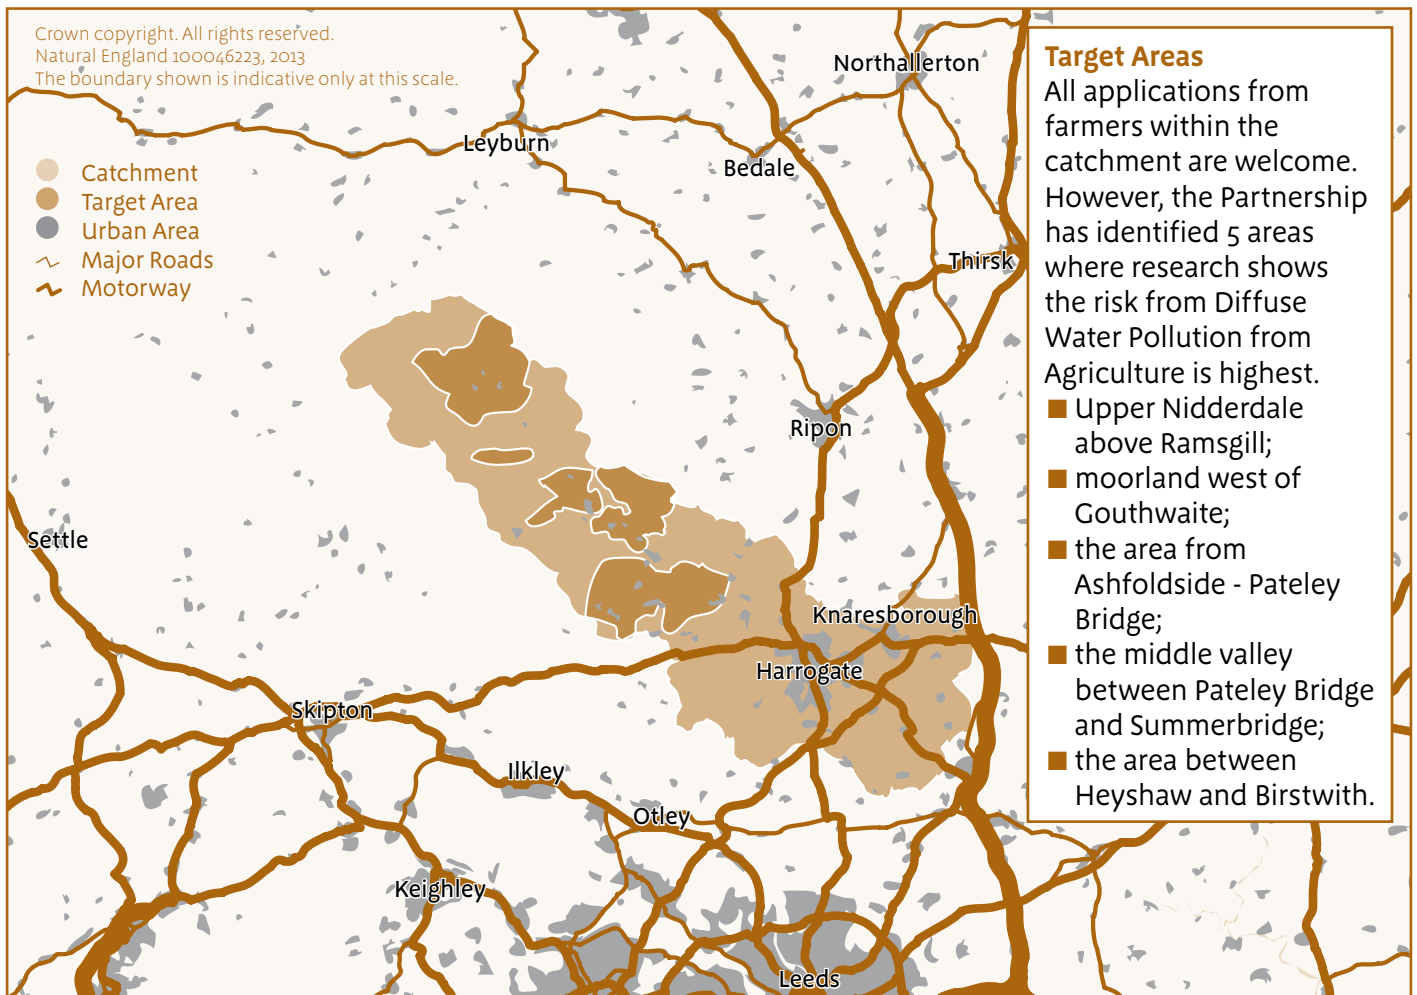 Crown copyright. All rights reserved.
Natural England 100046223, 2013
The boundary shown is indicative only at this scale.
Catchment
Target Area
Urban Area
Major Roads
Motorway
Northallerton
Leyburn
Bedale
Thirsk
Ripon
Settle
Knaresborough
Harrogate
Skipton
Ilkley
Otley
Keighley
Leeds
Target Areas
All applications from
farmers within the
catchment are welcome.
However, the Partnership
has identified 5 areas
where research shows
the risk from Diffuse
Water Pollution from
Agriculture is highest.
■ Upper Nidderdale
above Ramsgill;
■ moorland west of
Gouthwaite;
■ the area from
Ashfoldside - Pateley
Bridge;
■ the middle valley
between Pateley Bridge
and Summerbridge;
■ the area between
Heyshaw and Birstwith.